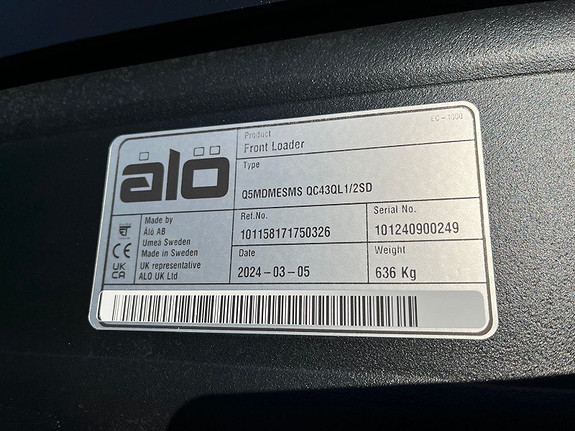 älö
Product
Front Loader
EC-1000
Type
Q5MDMESMS QC43QL1/2SD
Made by
Älö AB
Umeå Sweden
Made in Sweden
UK representative
ALO UK Ltd
CE
UK
CA
Ref.No.
101158171750326
Serial No.
101240900249
Date
2024-03-05
Weight
636 Kg